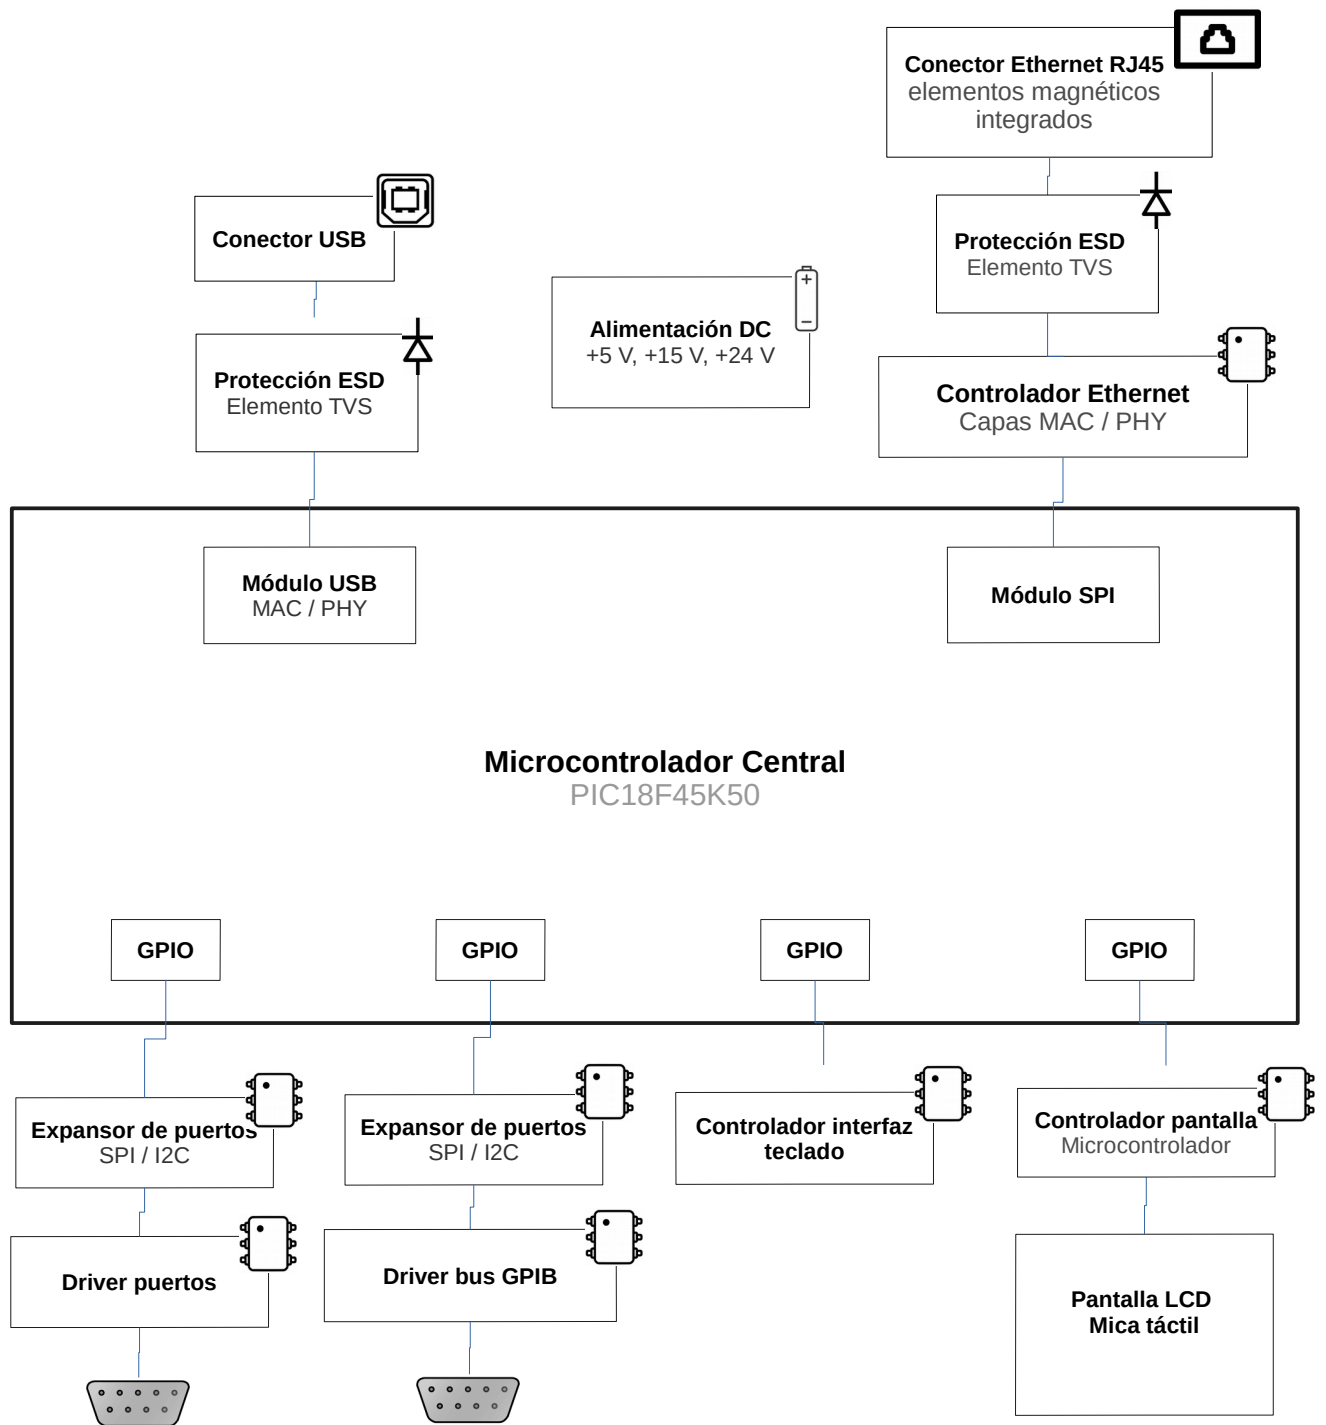 Conector Ethernet RJ45
elementos magnéticos
integrados
Conector USB
Protección ESD
Elemento TVS
Alimentación DC
+5 V, +15 V, +24 V
Protección ESD
Elemento TVS
Controlador Ethernet
Capas MAC / PHY
Módulo USB
MAC / PHY
Módulo SPI
Microcontrolador Central
PIC18F45K50
GPIO
GPIO
GPIO
GPIO
Expansor de puertos
SPI / I2C
Expansor de puertos
SPI / I2C
Controlador interfaz
teclado
Controlador pantalla
Microcontrolador
Driver puertos
Driver bus GPIB
Pantalla LCD
Mica táctil